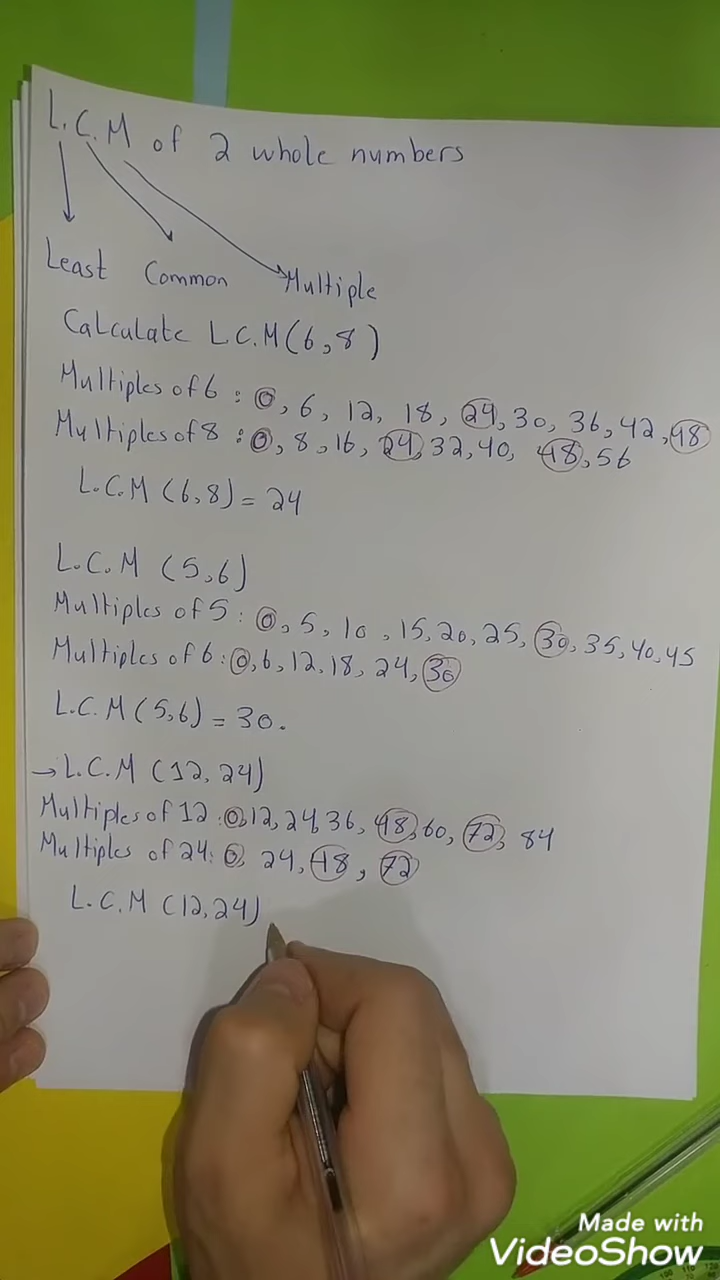 L.C.M of 2 whole numbers
Least Common Multiple
Calculate L.C.M(6,8)
Multiples of 6 : 0, 6, 12, 18, 24, 30, 36, 42, 48
Multiples of 8 : 0, 8, 16, 24, 32, 40, 48, 56
L.C.M (6,8) = 24
L.C.M (5,6)
Multiples of 5: 0, 5, 10, 15, 20, 25, 30, 35, 40, 45
Multiples of 6: 0, 6, 12, 18, 24, 30
L.C.M (5,6) = 30.
→ L.C.M (12, 24)
Multiples of 12: 0, 12, 24, 36, 48, 60, 72, 84
Multiples of 24: 0, 24, 48, 72
L.C.M (12,24)
Made with
VideoShow